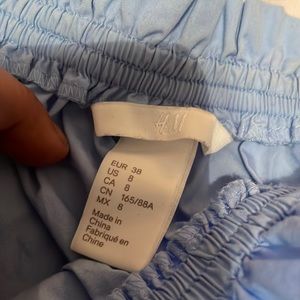 H&M
EUR 38
US 8
CA 8
CN 165/88A
MX 8
Made in
China
Fabriqué en
Chine